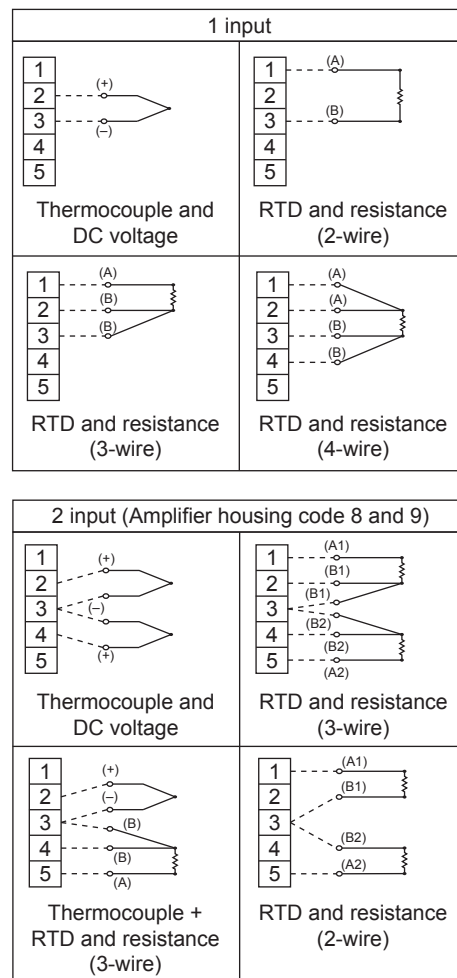 1 input
1
2
3
4
5
(+)
(–)
Thermocouple and
DC voltage
1
2
3
4
5
(A)
(B)
RTD and resistance
(2-wire)
1
2
3
4
5
(A)
(B)
(B)
RTD and resistance
(3-wire)
1
2
3
4
5
(A)
(A)
(B)
(B)
RTD and resistance
(4-wire)
2 input (Amplifier housing code 8 and 9)
1
2
3
4
5
(+)
(–)
(+)
Thermocouple and
DC voltage
1
2
3
4
5
(A1)
(B1)
(B1)
(B2)
(B2)
(A2)
RTD and resistance
(3-wire)
1
2
3
4
5
(+)
(–)
(B)
(B)
(A)
Thermocouple +
RTD and resistance
(3-wire)
1
2
3
4
5
(A1)
(B1)
(B2)
(A2)
RTD and resistance
(2-wire)